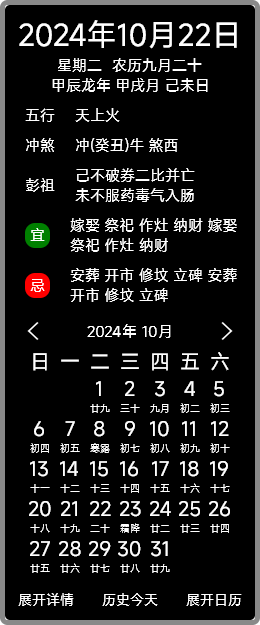 2024年10月22日
星期二 农历九月二十
甲辰龙年 甲戌月 己未日
五行 天上火
冲煞 冲(癸丑)牛 煞西
彭祖 己不破券二比并亡
未不服药毒气入肠
宜 嫁娶 祭祀 作灶 纳财 嫁娶
祭祀 作灶 纳财
忌 安葬 开市 修坟 立碑 安葬
开市 修坟 立碑
2024年 10月
日 一 二 三 四 五 六
1 2 3 4 5
廿九 三十 九月 初二 初三
6 7 8 9 10 11 12
初四 初五 寒露 初七 初八 初九 初十
13 14 15 16 17 18 19
十一 十二 十三 十四 十五 十六 十七
20 21 22 23 24 25 26
十八 十九 二十 霜降 廿二 廿三 廿四
27 28 29 30 31
廿五 廿六 廿七 廿八 廿九
展开详情 历史今天 展开日历